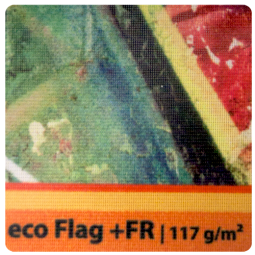 eco Flag +FR | 117 g/m²